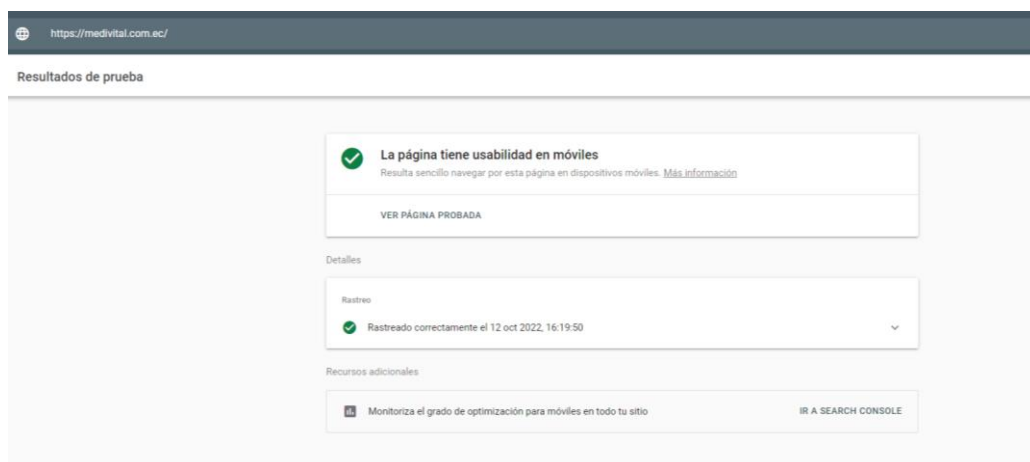 https://medivital.com.ec/
Resultados de prueba
La página tiene usabilidad en móviles
Resulta sencillo navegar por esta página en dispositivos móviles. Más información
VER PÁGINA PROBADA
Detalles
Rastreo
Rastreado correctamente el 12 oct 2022, 16:19:50
Recursos adicionales
Monitoriza el grado de optimización para móviles en todo tu sitio
IR A SEARCH CONSOLE